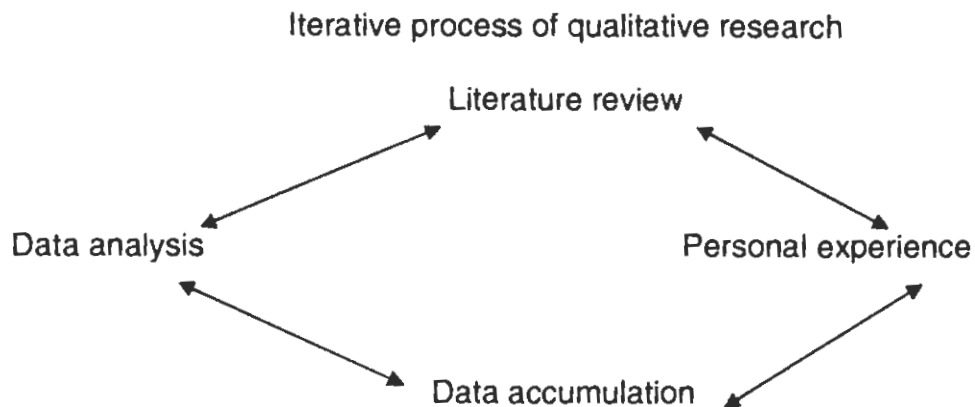 Iterative process of qualitative research
Literature review
Data analysis
Personal experience
Data accumulation